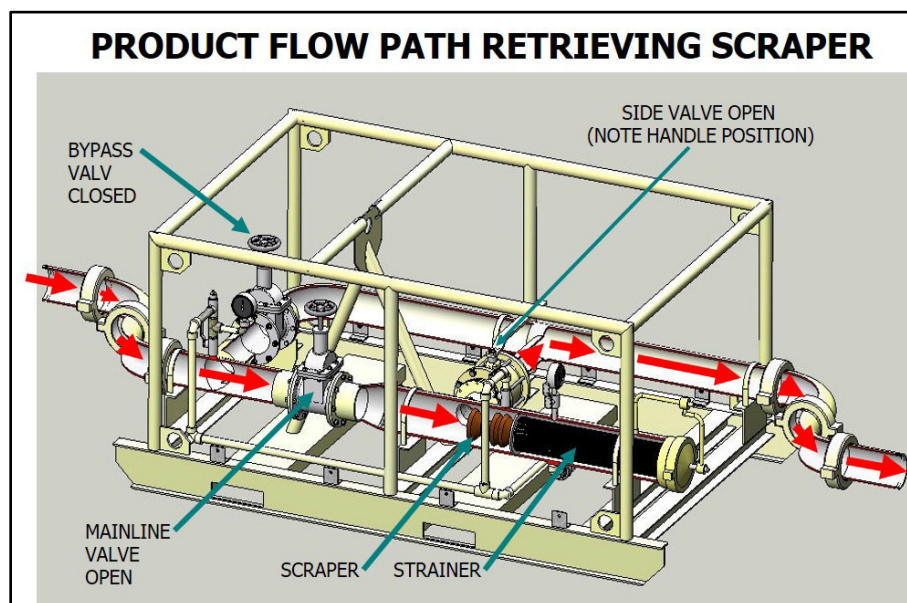 PRODUCT FLOW PATH RETRIEVING SCRAPER
SIDE VALVE OPEN
(NOTE HANDLE POSITION)
BYPASS
VALV
CLOSED
MAINLINE
VALVE
OPEN
SCRAPER
STRAINER